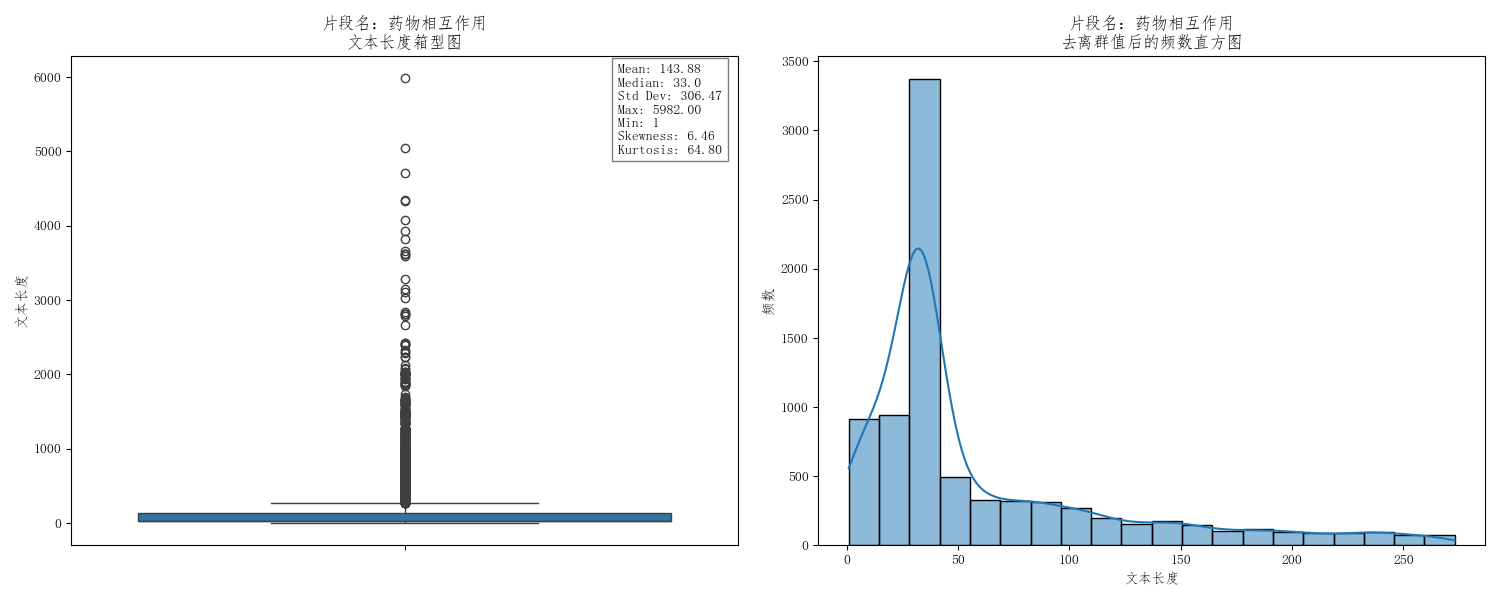 片段名：药物相互作用
文本长度箱型图
6000
5000
4000
3000
2000
1000
0
文本长度
Mean: 143.88
Median: 33.0
Std Dev: 306.47
Max: 5982.00
Min: 1
Skewness: 6.46
Kurtosis: 64.80
片段名：药物相互作用
去离群值后的频数直方图
3500
3000
2500
2000
1500
1000
500
0
频数
0 50 100 150 200 250
文本长度